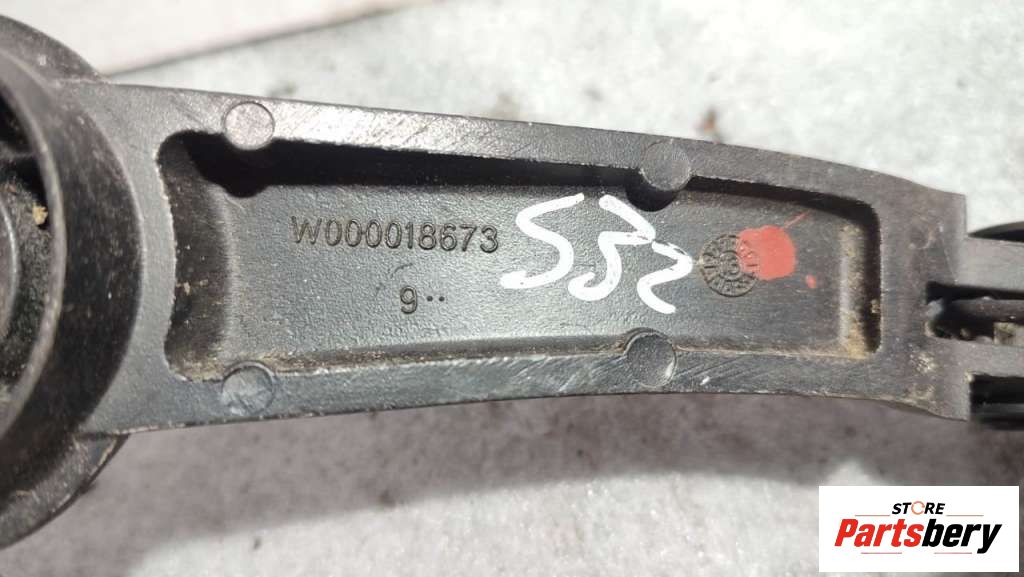 W000018673
532
9··
STORE
Partsbery